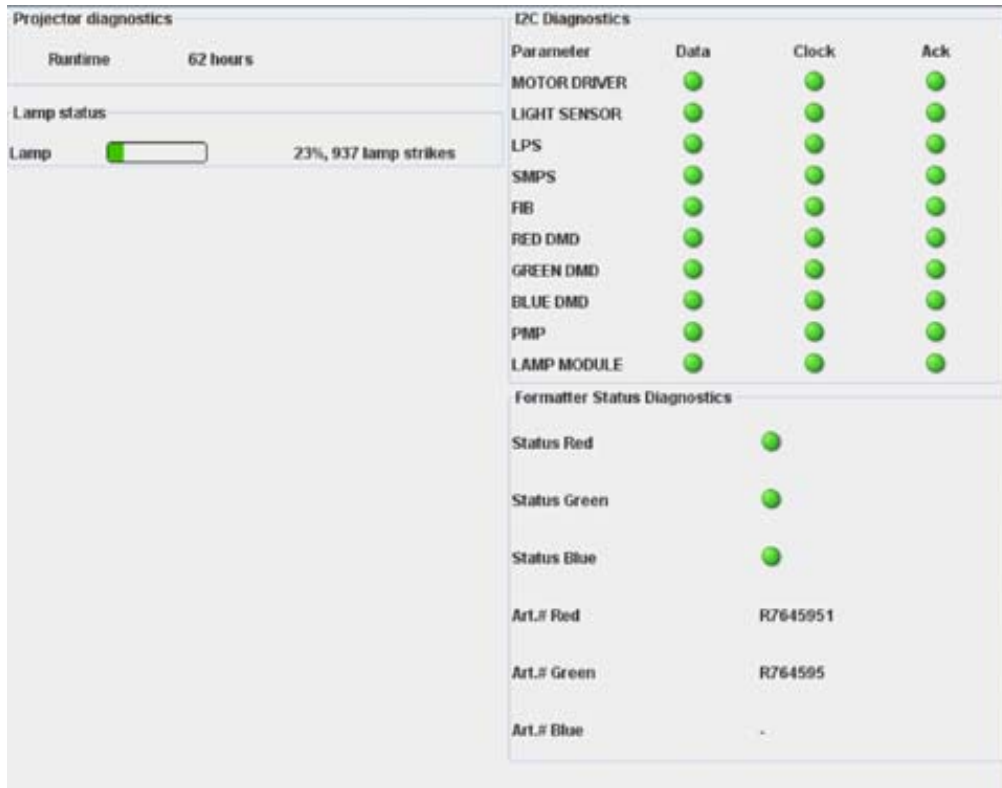 Projector diagnostics
Runtime 62 hours
Lamp status
Lamp 23%, 937 lamp strikes
I2C Diagnostics
Parameter Data Clock Ack
MOTOR DRIVER
LIGHT SENSOR
LPS
SMPS
FIB
RED DMD
GREEN DMD
BLUE DMD
PMP
LAMP MODULE
Formatter Status Diagnostics
Status Red
Status Green
Status Blue
Art.# Red R7645951
Art.# Green R764595
Art.# Blue -